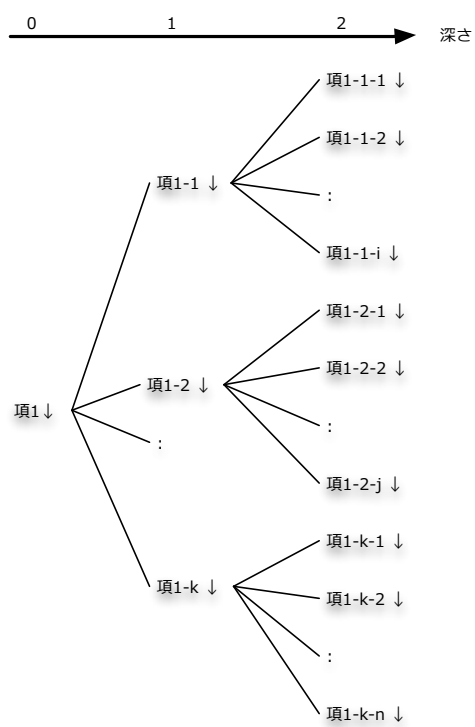 0 1 2
深さ
項1-1-1 ↓
項1-1-2 ↓
項1-1 ↓
:
項1-1-i ↓
項1-2-1 ↓
項1-2-2 ↓
項1-2 ↓
項1↓
:
:
項1-2-j ↓
項1-k-1 ↓
項1-k ↓
項1-k-2 ↓
:
項1-k-n ↓